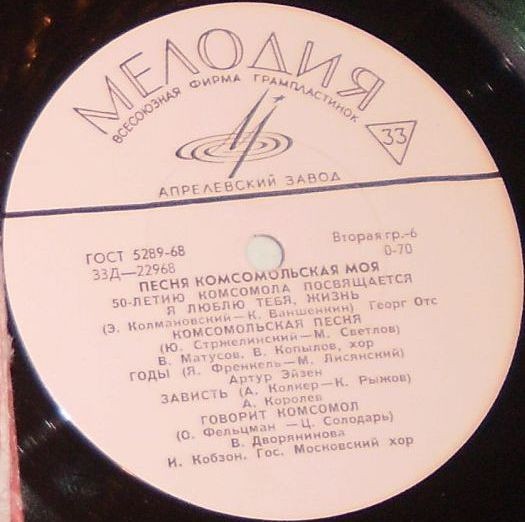 МЕЛОДИЯ
ВСЕСОЮЗНАЯ ФИРМА ГРАМПЛАСТИНОК
33
АПРЕЛЕВСКИЙ ЗАВОД
ГОСТ 5289-68
Вторая гр.-6
33Д—22968
0-70
ПЕСНЯ КОМСОМОЛЬСКАЯ МОЯ
50-ЛЕТИЮ КОМСОМОЛА ПОСВЯЩАЕТСЯ
Я ЛЮБЛЮ ТЕБЯ, ЖИЗНЬ
(Э. Колмановский—К. Ваншенкин) Георг Отс
КОМСОМОЛЬСКАЯ ПЕСНЯ
(Ю. Стржелинский—М. Светлов)
В. Матусов, В. Копылов, хор
ГОДЫ (Я. Френкель—М. Лисянский)
Артур Эйзен
ЗАВИСТЬ (А. Колкер—К. Рыжов)
А. Королев
ГОВОРИТ КОМСОМОЛ
(О. Фельцман—Ц. Солодарь)
В. Дворянинова
И. Кобзон, Гос. Московский хор